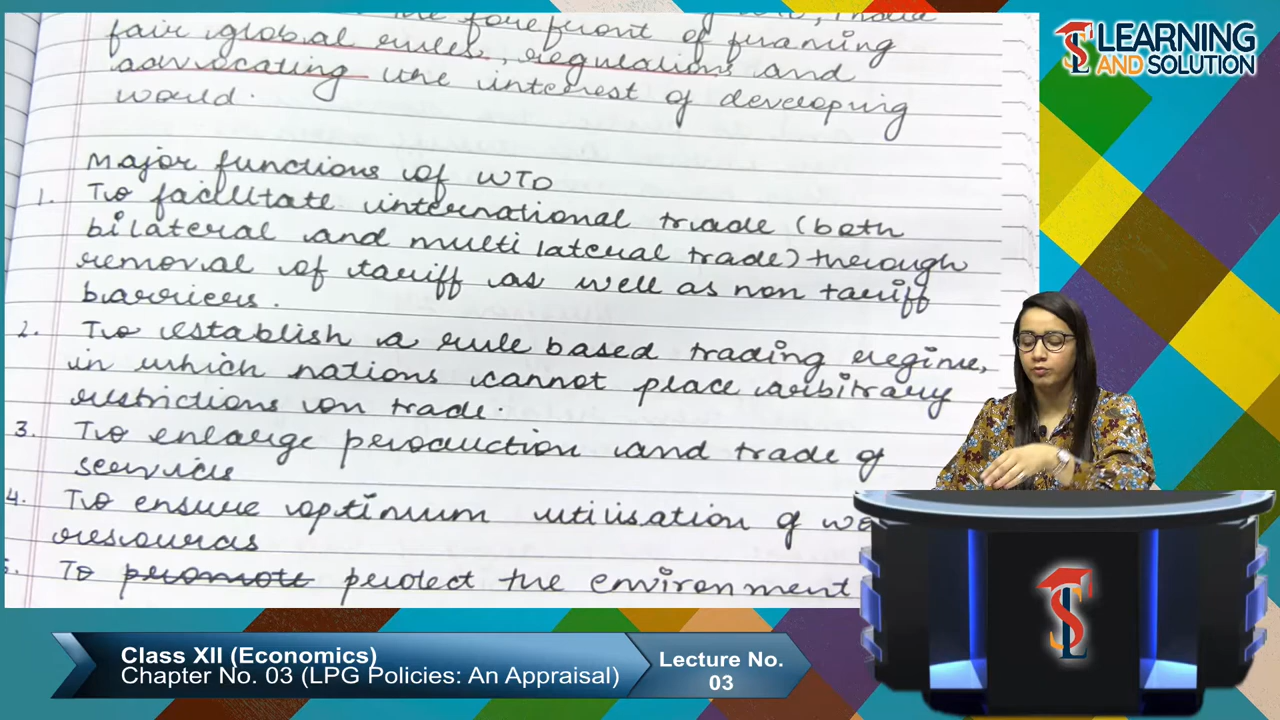 the forefront of framing
fair global rules, regulations and
advocating the interest of developing
world.
Major functions of WTO
1. To facilitate international trade (both
bilateral and multi lateral trade) through
removal of tariff as well as non tariff
barriers.
2. To establish a rule based trading regime,
in which nations cannot place arbitrary
restrictions on trade.
3. To enlarge production and trade of
services
4. To ensure optimum utilisation of
resources
5. To promote protect the environment
LEARNING
AND SOLUTION
Class XII (Economics)
Chapter No. 03 (LPG Policies: An Appraisal)
Lecture No.
03